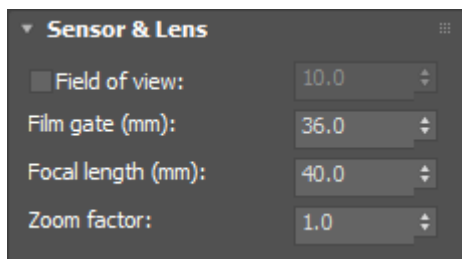 Sensor & Lens
Field of view: 10.0
Film gate (mm): 36.0
Focal length (mm): 40.0
Zoom factor: 1.0